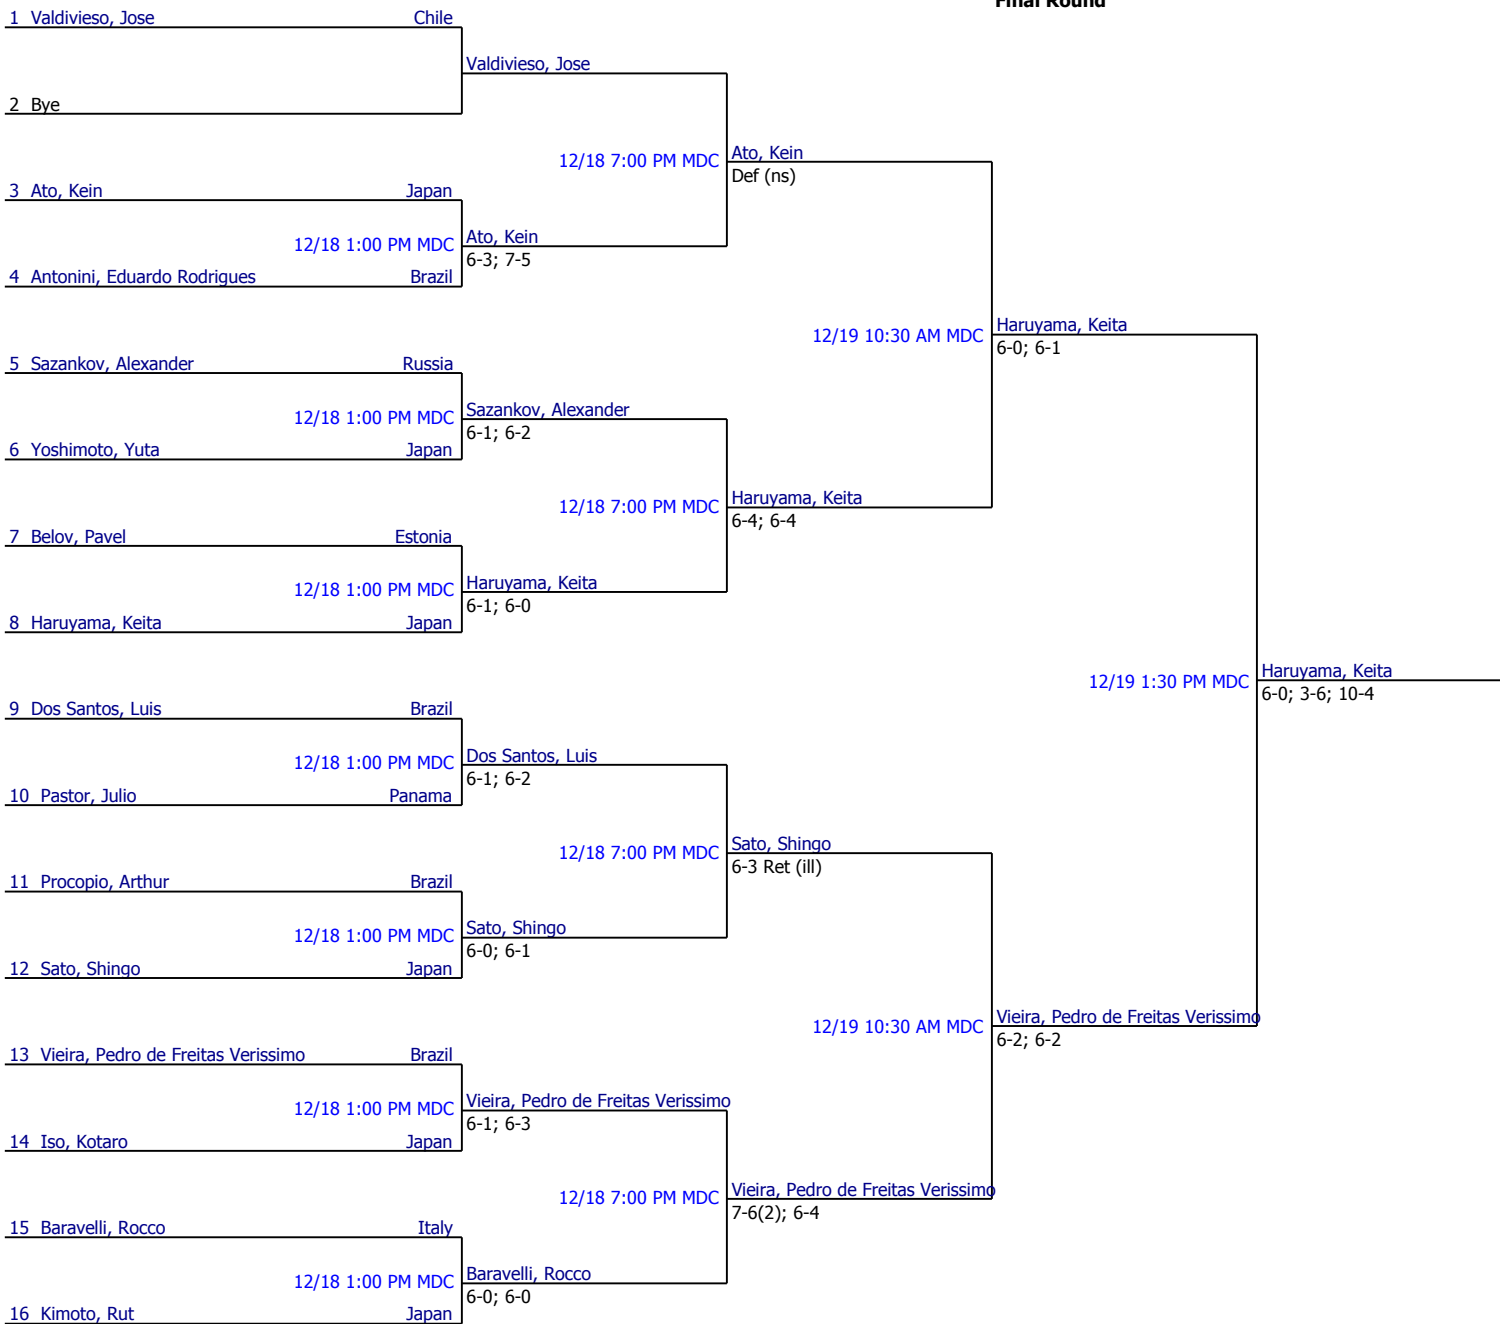 Final Round
1 Valdivieso, Jose Chile
Valdivieso, Jose
2 Bye
12/18 7:00 PM MDC Ato, Kein
Def (ns)
3 Ato, Kein Japan
12/18 1:00 PM MDC Ato, Kein
6-3; 7-5
4 Antonini, Eduardo Rodrigues Brazil
12/19 10:30 AM MDC Haruyama, Keita
6-0; 6-1
5 Sazankov, Alexander Russia
12/18 1:00 PM MDC Sazankov, Alexander
6-1; 6-2
6 Yoshimoto, Yuta Japan
12/18 7:00 PM MDC Haruyama, Keita
6-4; 6-4
7 Belov, Pavel Estonia
12/18 1:00 PM MDC Haruyama, Keita
6-1; 6-0
8 Haruyama, Keita Japan
12/19 1:30 PM MDC Haruyama, Keita
6-0; 3-6; 10-4
9 Dos Santos, Luis Brazil
12/18 1:00 PM MDC Dos Santos, Luis
6-1; 6-2
10 Pastor, Julio Panama
12/18 7:00 PM MDC Sato, Shingo
6-3 Ret (ill)
11 Procopio, Arthur Brazil
12/18 1:00 PM MDC Sato, Shingo
6-0; 6-1
12 Sato, Shingo Japan
12/19 10:30 AM MDC Vieira, Pedro de Freitas Verissimo
6-2; 6-2
13 Vieira, Pedro de Freitas Verissimo Brazil
12/18 1:00 PM MDC Vieira, Pedro de Freitas Verissimo
6-1; 6-3
14 Iso, Kotaro Japan
12/18 7:00 PM MDC Vieira, Pedro de Freitas Verissimo
7-6(2); 6-4
15 Baravelli, Rocco Italy
12/18 1:00 PM MDC Baravelli, Rocco
6-0; 6-0
16 Kimoto, Rut Japan